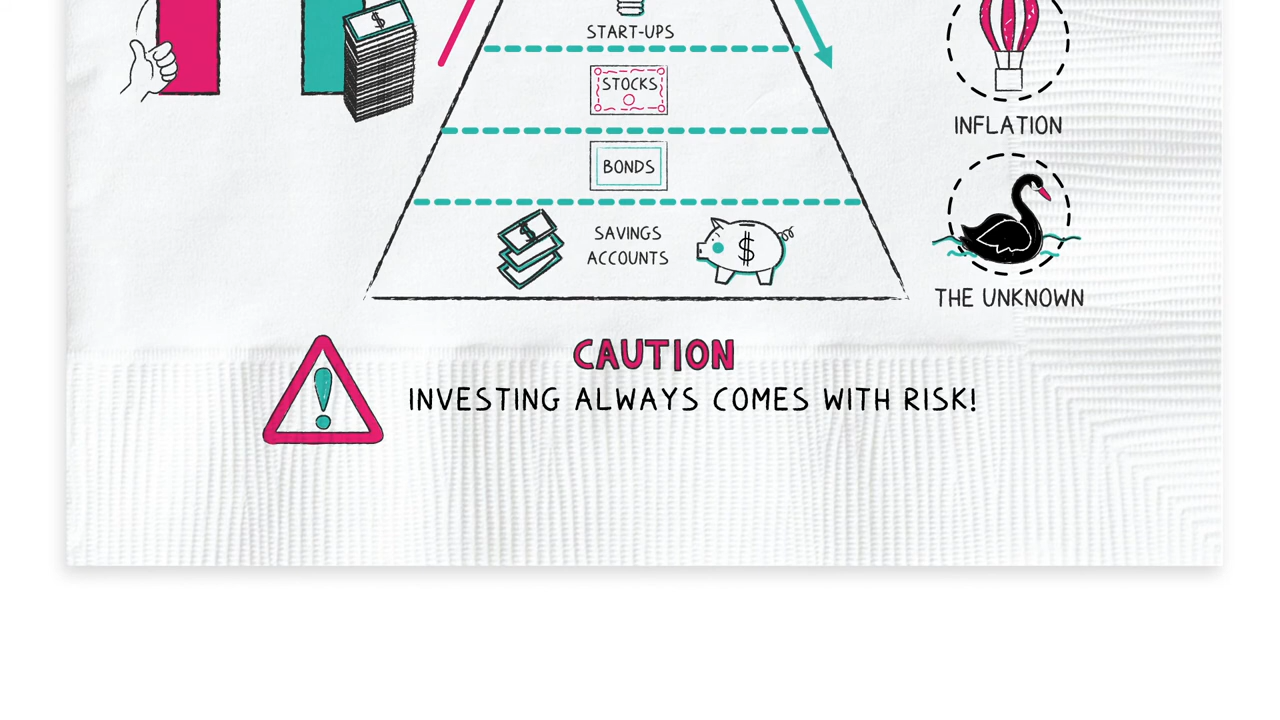 START-UPS
STOCKS
BONDS
SAVINGS
ACCOUNTS
INFLATION
THE UNKNOWN
CAUTION
INVESTING ALWAYS COMES WITH RISK!